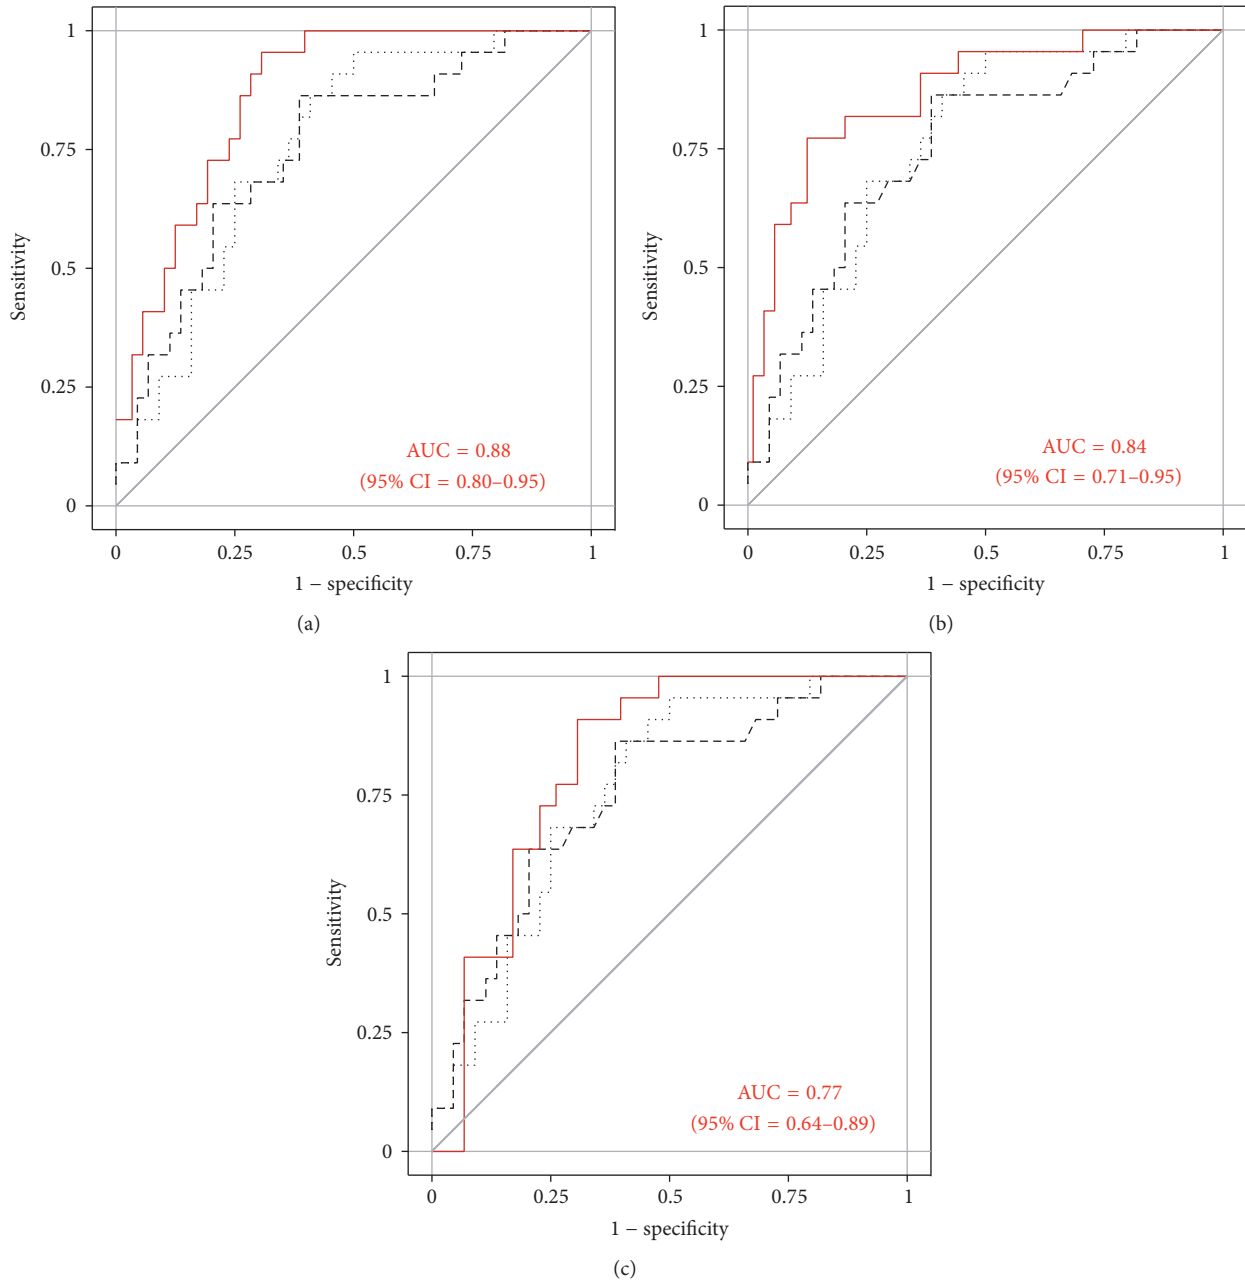 1
0.75
0.5
0.25
0
Sensitivity
AUC = 0.88
(95% CI = 0.80–0.95)
0 0.25 0.5 0.75 1
1 − specificity
(a)
1
0.75
0.5
0.25
0
Sensitivity
AUC = 0.84
(95% CI = 0.71–0.95)
0 0.25 0.5 0.75 1
1 − specificity
(b)
1
0.75
0.5
0.25
0
Sensitivity
AUC = 0.77
(95% CI = 0.64–0.89)
0 0.25 0.5 0.75 1
1 − specificity
(c)